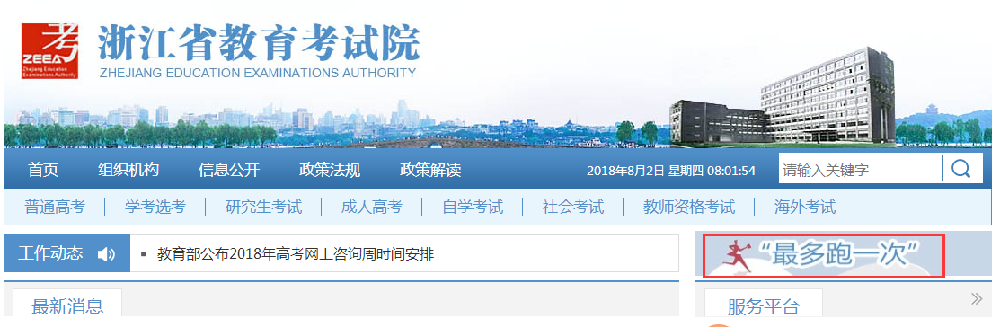 考
ZEEA
Zhejiang Education
Examinations Authority
浙江省教育考试院
ZHEJIANG EDUCATION EXAMINATIONS AUTHORITY
首页 组织机构 信息公开 政策法规 政策解读 2018年8月2日 星期四 08:01:54 请输入关键字
普通高考 学考选考 研究生考试 成人高考 自学考试 社会考试 教师资格考试 海外考试
工作动态 教育部公布2018年高考网上咨询周时间安排 “最多跑一次”
最新消息 服务平台